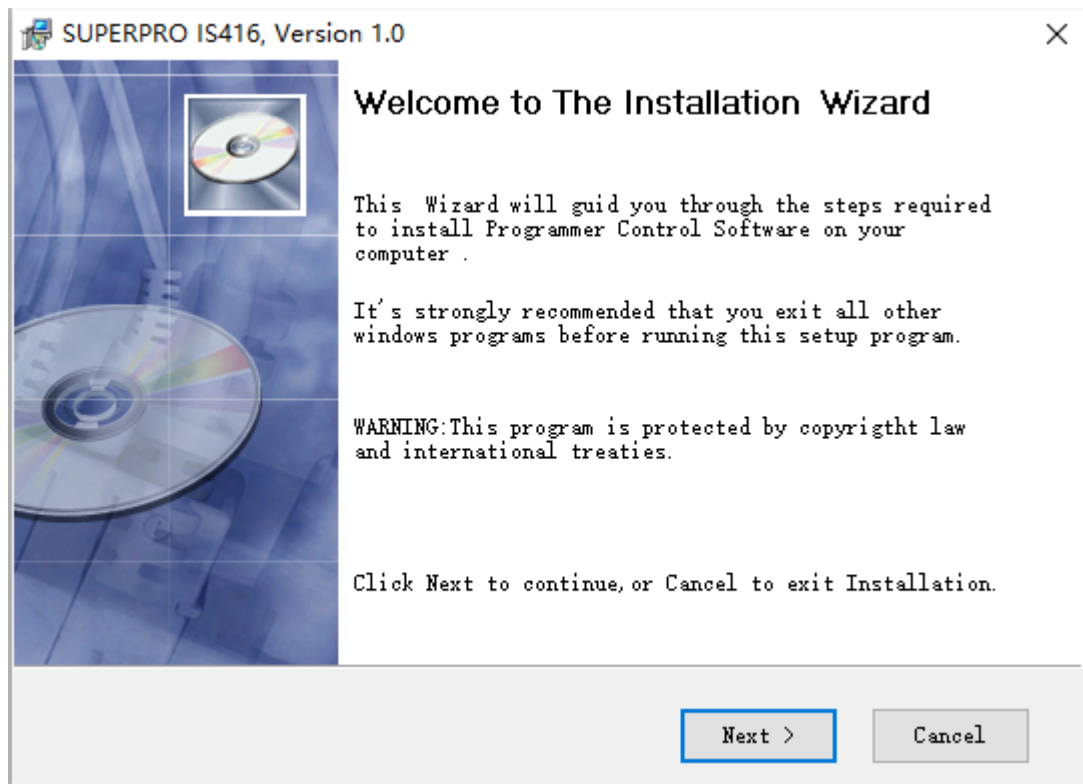 SUPERPRO IS416, Version 1.0
Welcome to The Installation  Wizard
This  Wizard will guid you through the steps required
to install Programmer Control Software on your
computer .
It's strongly recommended that you exit all other
windows programs before running this setup program.
WARNING:This program is protected by copyrigtht law
and international treaties.
Click Next to continue,or Cancel to exit Installation.
Next >
Cancel